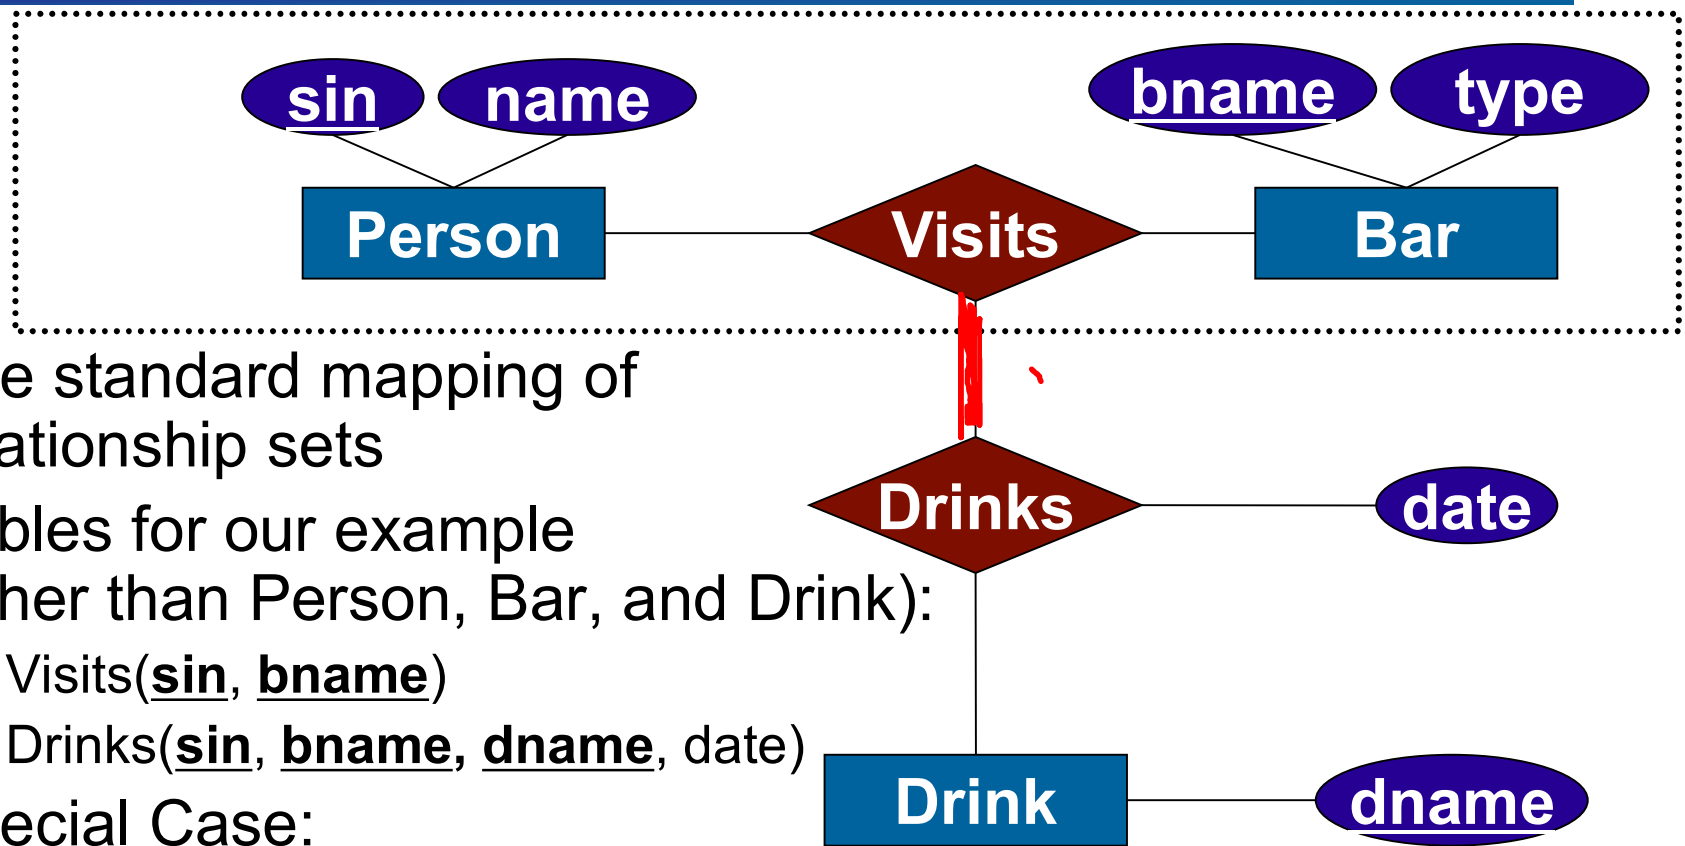 sin name bname type
Person Visits Bar
e standard mapping of
ationship sets
Drinks date
bles for our example
her than Person, Bar, and Drink):
Visits(sin, bname)
Drinks(sin, bname, dname, date)
Drink dname
ecial Case: